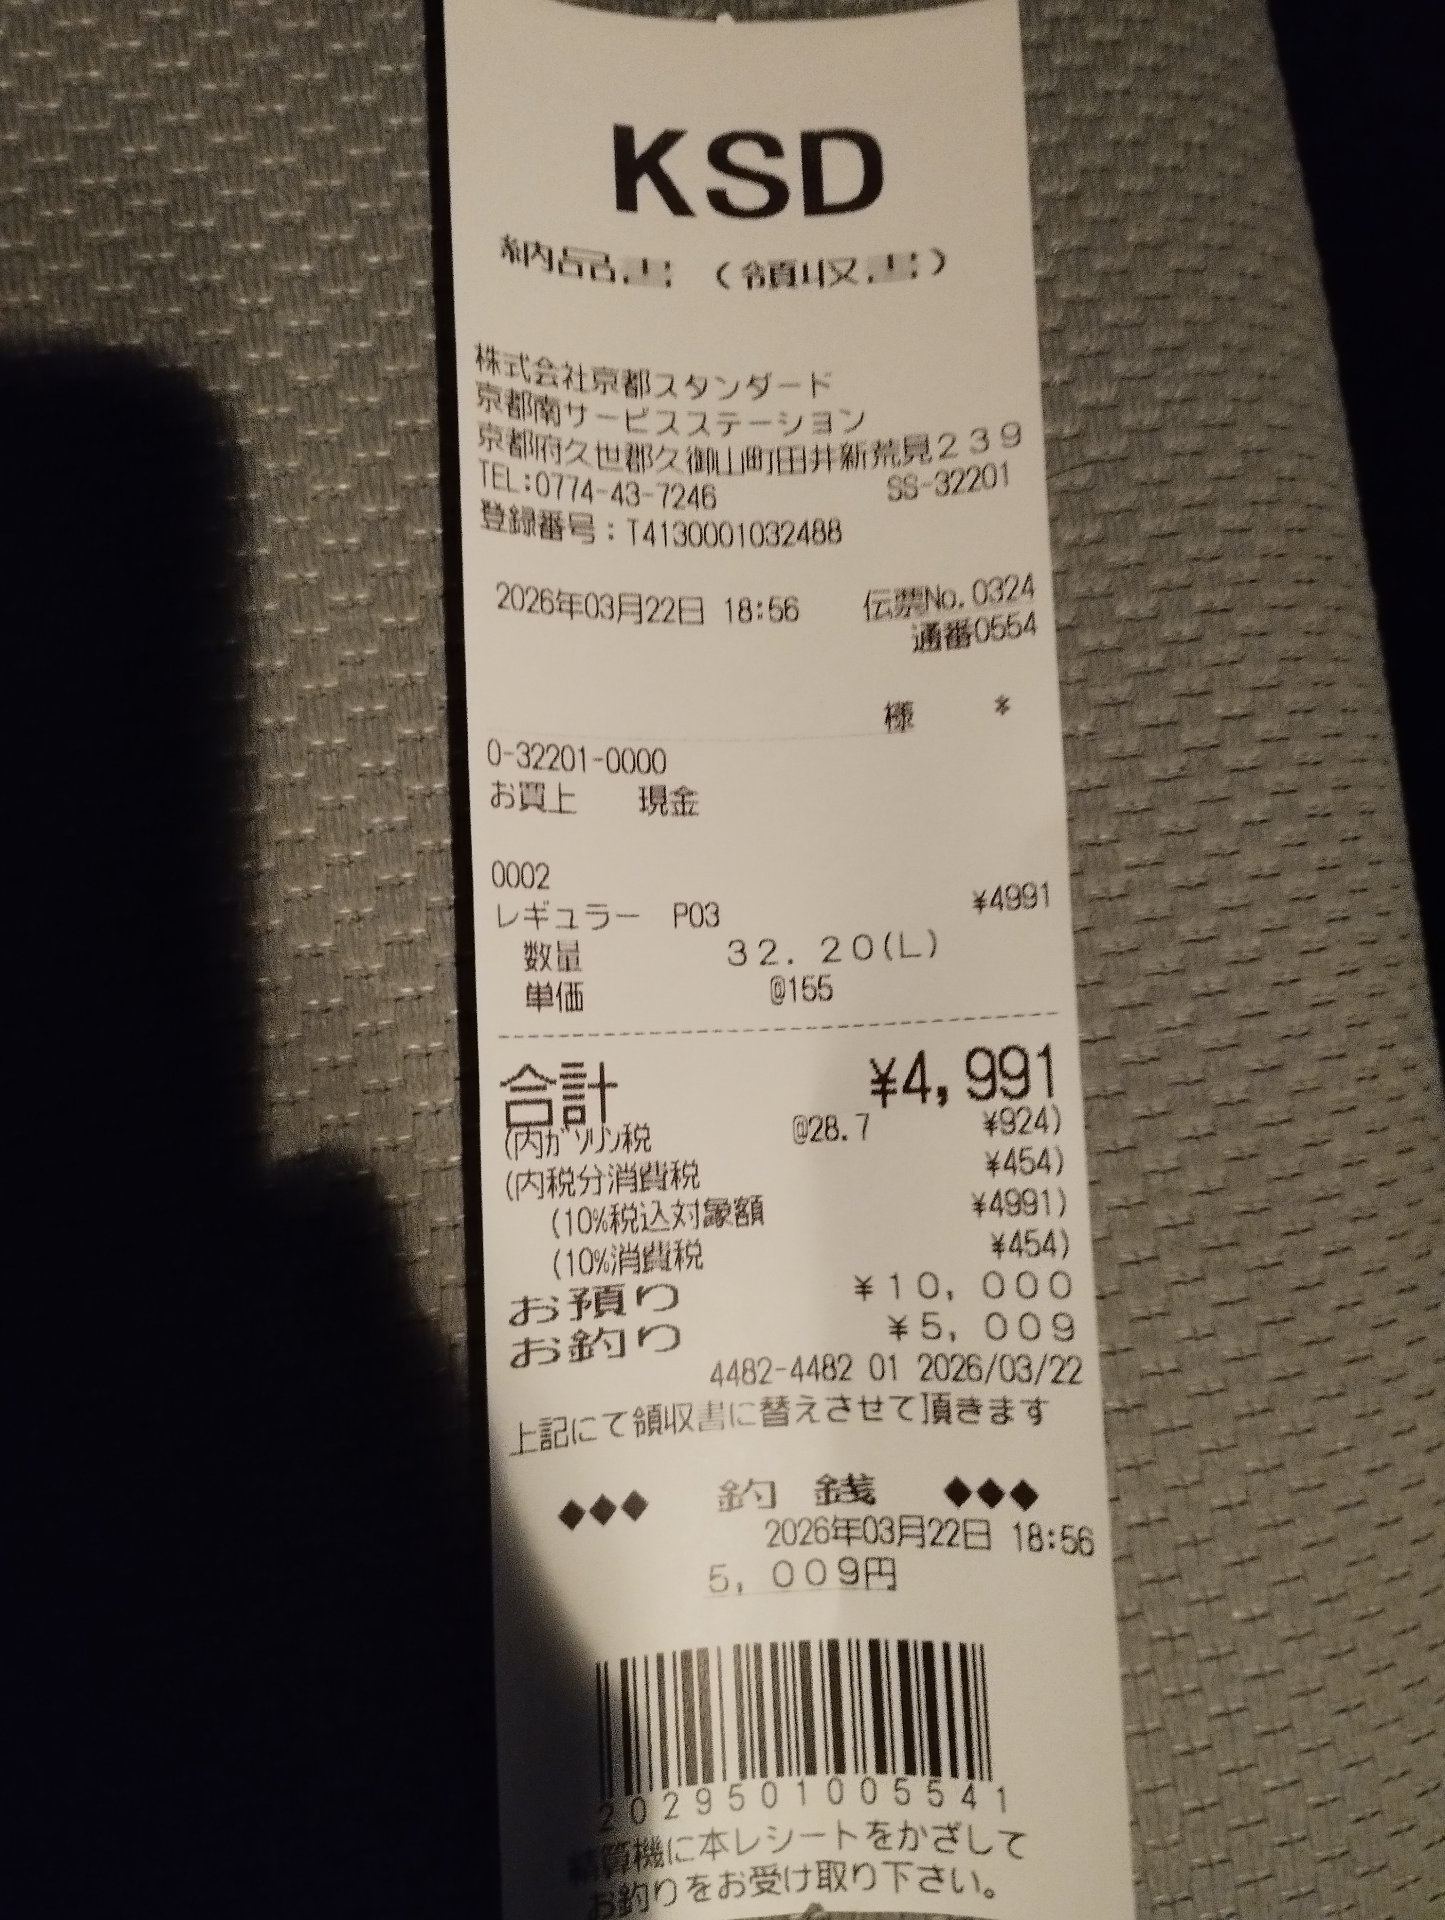 KSD
納品書 (領収書)
株式会社京都スタンダード
京都南サービスステーション
京都府久世郡久御山町田井新荒見239
TEL:0774-43-7246 SS-32201
登録番号:T4130001032488
2026年03月22日 18:56 伝票No.0324
通番0554
様 *
0-32201-0000
お買上 現金
0002
レギュラー P03 ¥4991
数量 32.20(L)
単価 @155
合計 ¥4,991
(内ガソリン税 @28.7 ¥924)
(内税分消費税 ¥454)
(10%税込対象額 ¥4991)
(10%消費税 ¥454)
お預り ¥10,000
お釣り ¥5,009
4482-4482 01 2026/03/22
上記にて領収書に替えさせて頂きます
◆◆◆ 釣銭 ◆◆◆
2026年03月22日 18:56
5,009円
2029501005541
精算機に本レシートをかざして
お釣りをお受け取り下さい。